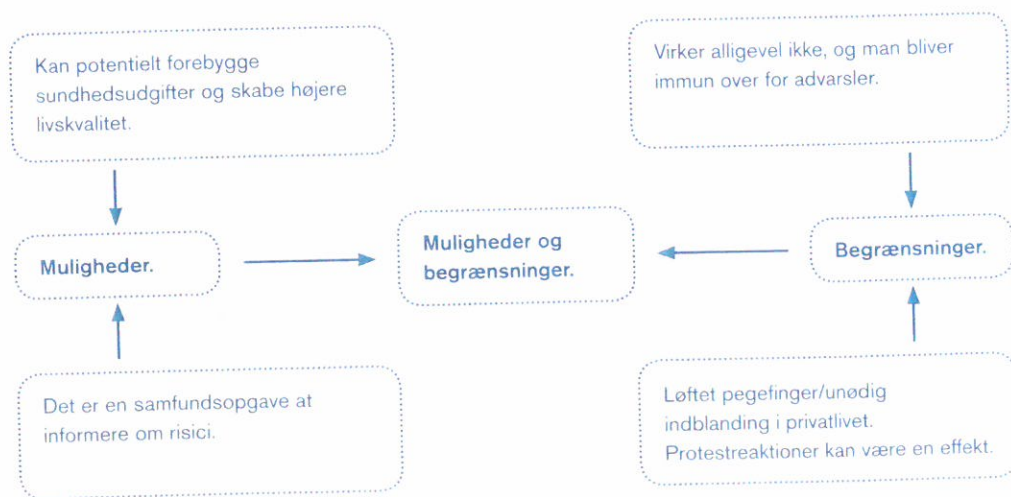 Kan potentielt forebygge
sundhedsudgifter og skabe højere
livskvalitet.
Virker alligevel ikke, og man bliver
immun over for advarsler.
Muligheder.
Muligheder og
begrænsninger.
Begrænsninger.
Det er en samfundsopgave at
informere om risici.
Løftet pegefinger/unødig
indblanding i privatlivet.
Protestreaktioner kan være en effekt.